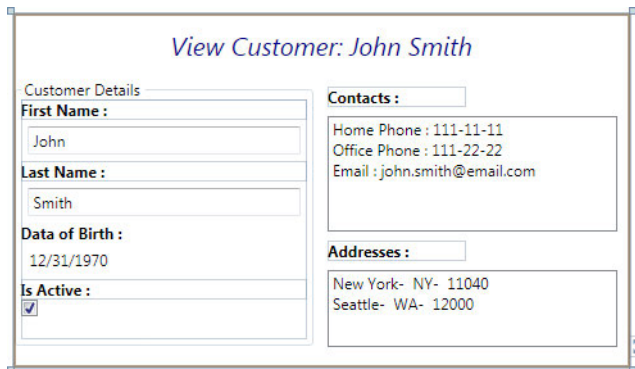 View Customer: John Smith
Customer Details
First Name :
John
Last Name :
Smith
Data of Birth :
12/31/1970
Is Active :
Contacts :
Home Phone : 111-11-11
Office Phone : 111-22-22
Email : john.smith@email.com
Addresses :
New York- NY- 11040
Seattle- WA- 12000